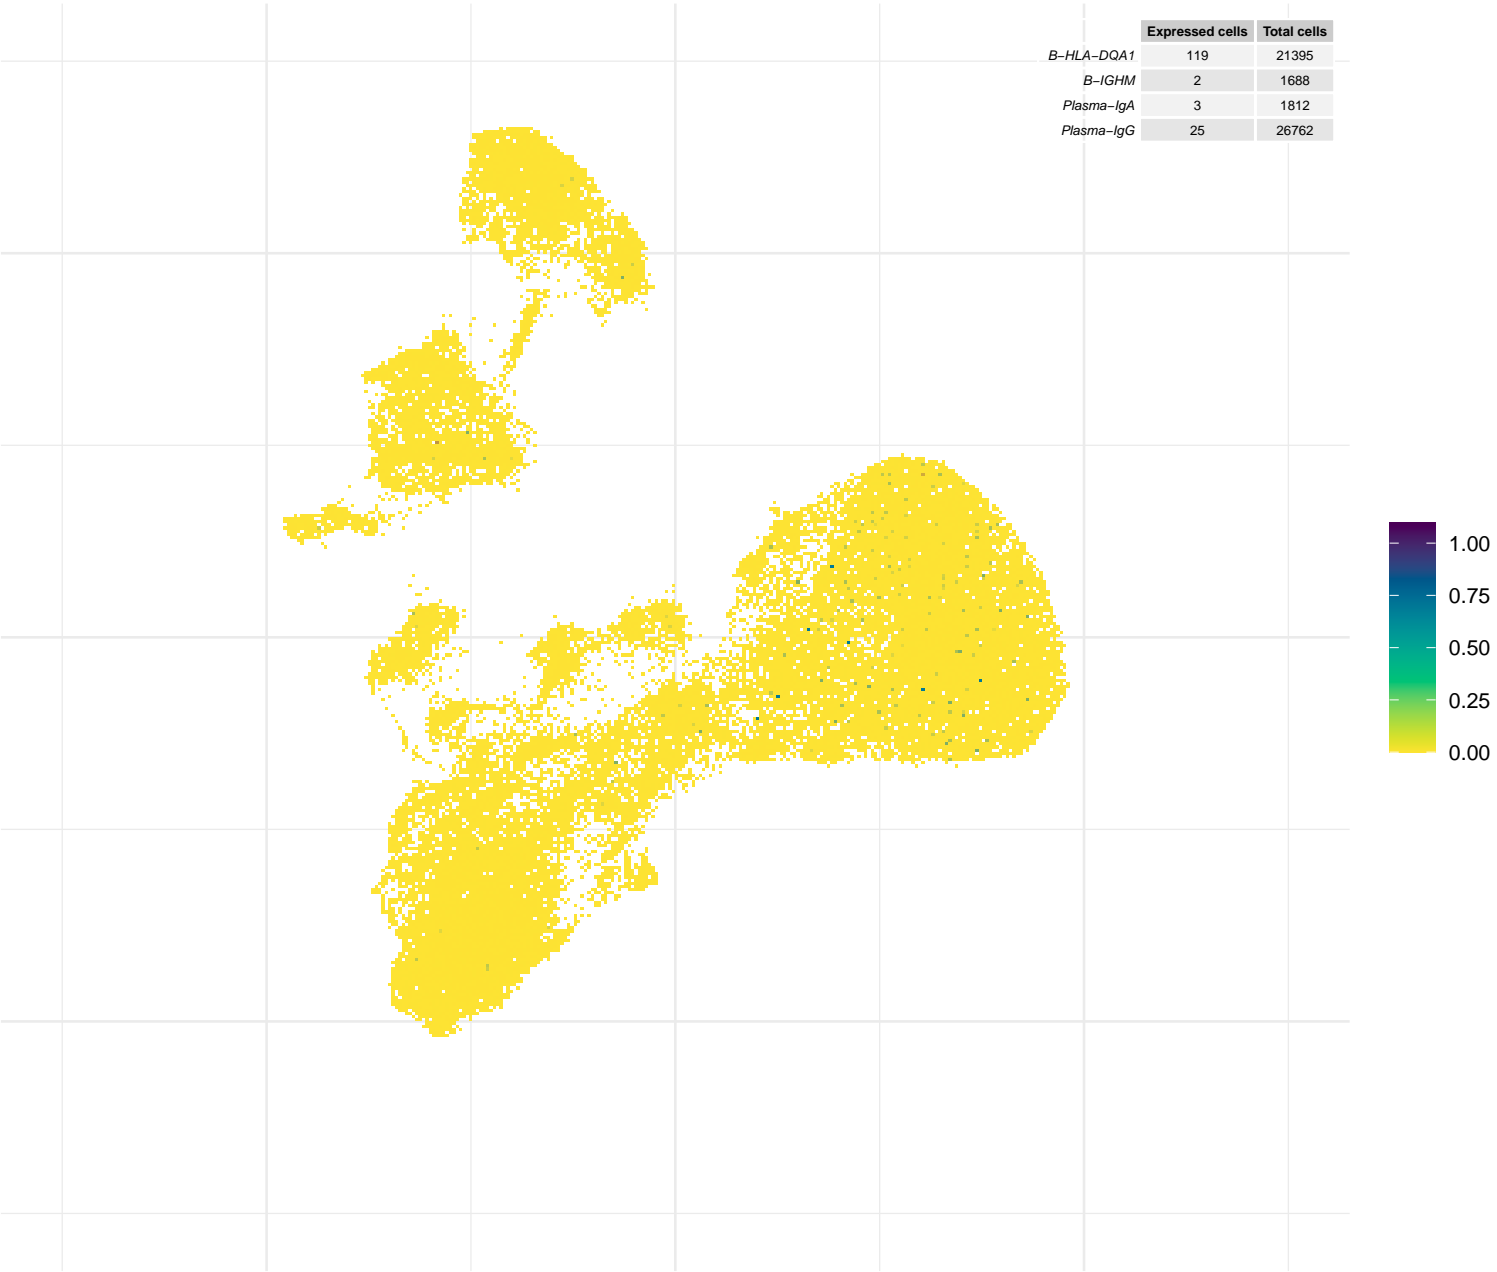 Expressed cells Total cells
B−HLA−DQA1 119 21395
B−IGHM 2 1688
Plasma−IgA 3 1812
Plasma−IgG 25 26762
1.00
0.75
0.50
0.25
0.00